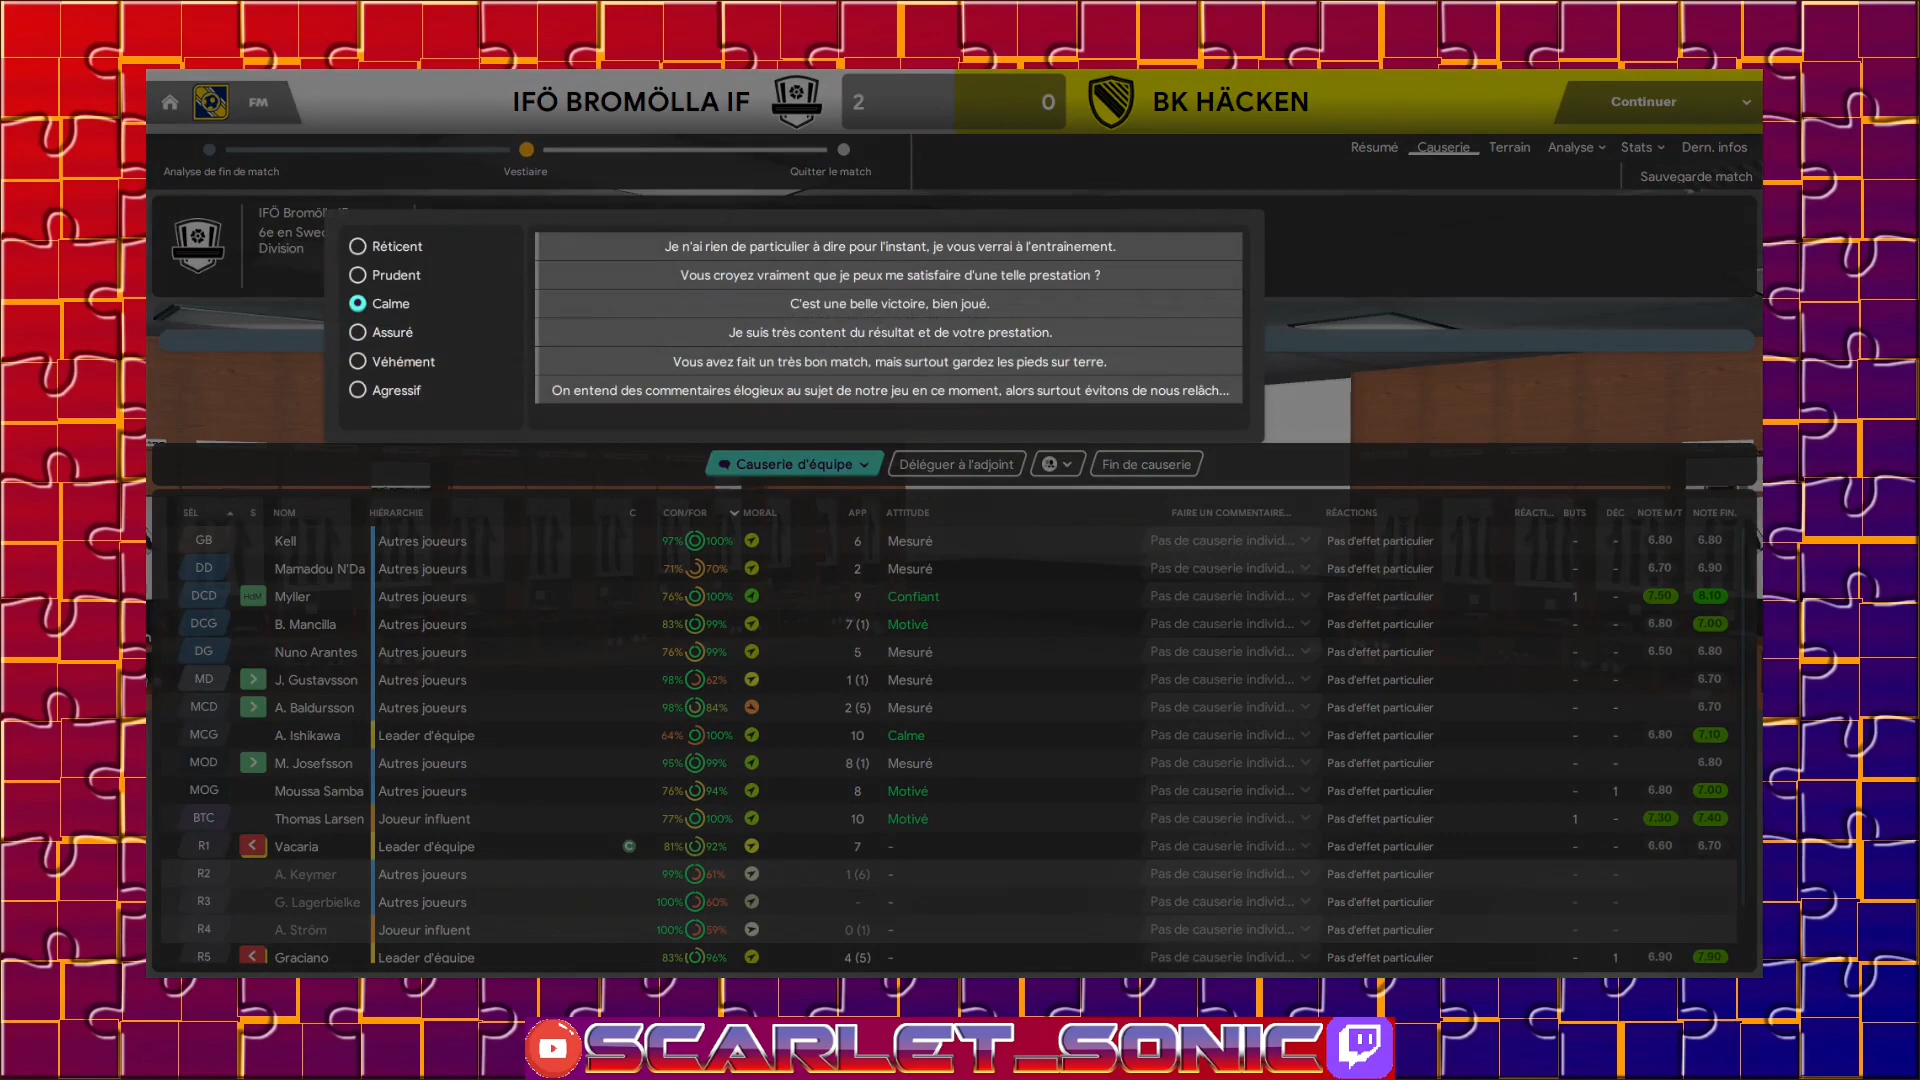 FM
IFÖ BROMÖLLA IF
2
0
BK HÄCKEN
Continuer
Analyse de fin de match
Vestiaire
Quitter le match
Résumé
Causerie
Terrain
Analyse
Stats
Dern. infos
Sauvegarde match
IFÖ
6e en
Division
Réticent
Prudent
Calme
Assuré
Véhément
Agressif
Je n'ai rien de particulier à dire pour l'instant, je vous verrai à l'entraînement.
Vous croyez vraiment que je peux me satisfaire d'une telle prestation ?
C'est une belle victoire, bien joué.
Je suis très content du résultat et de votre prestation.
Vous avez fait un très bon match, mais surtout gardez les pieds sur terre.
On entend des commentaires élogieux au sujet de notre jeu en ce moment, alors surtout évitons de nous relâch...
Causerie d'équipe
Déléguer à l'adjoint
Fin de causerie
SÉL S NOM HIÉRARCHIE C CON/FOR MORAL APP ATTITUDE FAIRE UN COMMENTAIRE... RÉACTIONS RÉACTI... BUTS DÉC NOTE M/T NOTE FIN.
GB Kell Autres joueurs 97% 100% 6 Mesuré Pas de causerie individ... Pas d'effet particulier - - 6.80 6.80
DD Mamadou N'Da Autres joueurs 71% 70% 2 Mesuré Pas de causerie individ... Pas d'effet particulier - - 6.70 6.90
DCD HdM Myller Autres joueurs 76% 100% 9 Confiant Pas de causerie individ... Pas d'effet particulier 1 - 7.50 8.10
DCG B. Mancilla Autres joueurs 83% 99% 7 (1) Motivé Pas de causerie individ... Pas d'effet particulier - - 6.80 7.00
DG Nuno Arantes Autres joueurs 76% 99% 5 Mesuré Pas de causerie individ... Pas d'effet particulier - - 6.50 6.80
MD J. Gustavsson Autres joueurs 98% 62% 1 (1) Mesuré Pas de causerie individ... Pas d'effet particulier - - 6.70
MCD A. Baldursson Autres joueurs 98% 84% 2 (5) Mesuré Pas de causerie individ... Pas d'effet particulier - - 6.70
MCG A. Ishikawa Leader d'équipe 64% 100% 10 Calme Pas de causerie individ... Pas d'effet particulier - - 6.80 7.10
MOD M. Josefsson Autres joueurs 95% 99% 8 (1) Mesuré Pas de causerie individ... Pas d'effet particulier - - 6.80
MOG Moussa Samba Autres joueurs 76% 94% 8 Motivé Pas de causerie individ... Pas d'effet particulier - 1 6.80 7.00
BTC Thomas Larsen Joueur influent 77% 100% 10 Motivé Pas de causerie individ... Pas d'effet particulier 1 - 7.30 7.40
R1 Vacaria Leader d'équipe C 81% 92% 7 - Pas de causerie individ... Pas d'effet particulier - - 6.60 6.70
R2 A. Keymer Autres joueurs 99% 61% 1 (6) - Pas de causerie individ... Pas d'effet particulier - -
R3 G. Lagerbielke Autres joueurs 100% 60% - - Pas de causerie individ... Pas d'effet particulier - -
R4 A. Ström Joueur influent 100% 59% 0 (1) - Pas de causerie individ... Pas d'effet particulier - -
R5 Graciano Leader d'équipe 83% 96% 4 (5) - Pas de causerie individ... Pas d'effet particulier - 1 6.90 7.90
SCARLET_SONIC